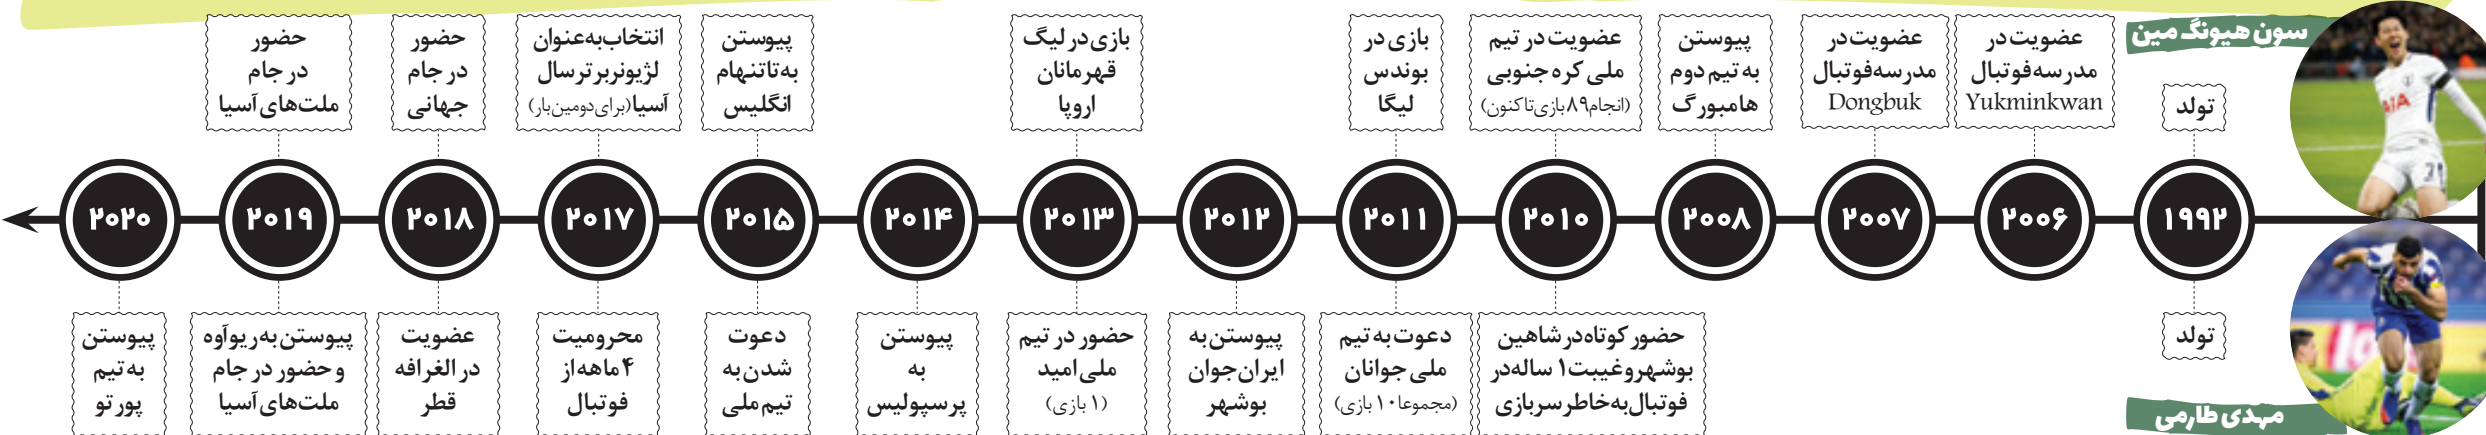 سون هیونگ مین
تولد
عضویت در
مدرسه فوتبال
Yukminkwan
عضویت در
مدرسه فوتبال
Dongbuk
پیوستن
به تیم دوم
هامبورگ
عضویت در تیم
ملی کره جنوبی
(انجام ۸۹ بازی تاکنون)
بازی در
بوندس
لیگا
بازی در لیگ
قهرمانان
اروپا
پیوستن
به تاتنهام
انگلیس
انتخاب به عنوان
لژیونر برتر سال
آسیا (برای دومین بار)
حضور
در جام
جهانی
حضور
در جام
ملت‌های آسیا
AIA
۱۹۹۲
۲۰۰۶
۲۰۰۷
۲۰۰۸
۲۰۱۰
۲۰۱۱
۲۰۱۲
۲۰۱۳
۲۰۱۴
۲۰۱۵
۲۰۱۷
۲۰۱۸
۲۰۱۹
۲۰۲۰
تولد
حضور کوتاه در شاهین
بوشهر و غیبت ۱ ساله در
فوتبال به خاطر سربازی
دعوت به تیم
ملی جوانان
(مجموعا ۱۰ بازی)
پیوستن به
ایران جوان
بوشهر
حضور در تیم
ملی امید
(۱ بازی)
پیوستن
به
پرسپولیس
دعوت
شدن به
تیم ملی
محرومیت
۴ ماهه از
فوتبال
عضویت
در الغرافه
قطر
پیوستن به ریوآوه
و حضور در جام
ملت‌های آسیا
پیوستن
به تیم
پورتو
مهدی طارمی